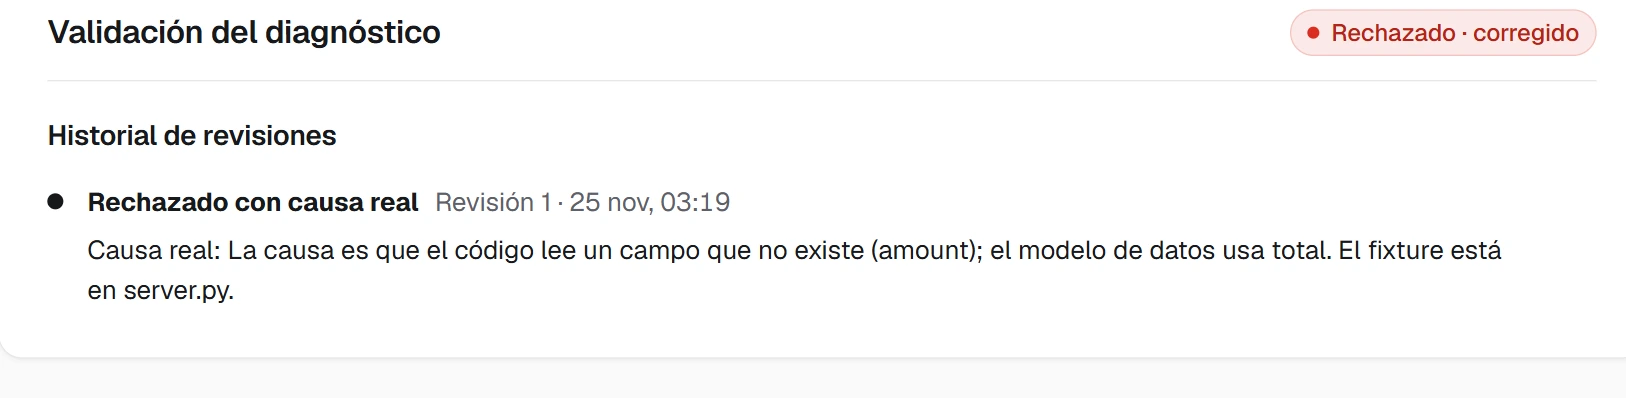 Validación del diagnóstico
Rechazado · corregido
Historial de revisiones
Rechazado con causa real Revisión 1 · 25 nov, 03:19
Causa real: La causa es que el código lee un campo que no existe (amount); el modelo de datos usa total. El fixture está
en server.py.